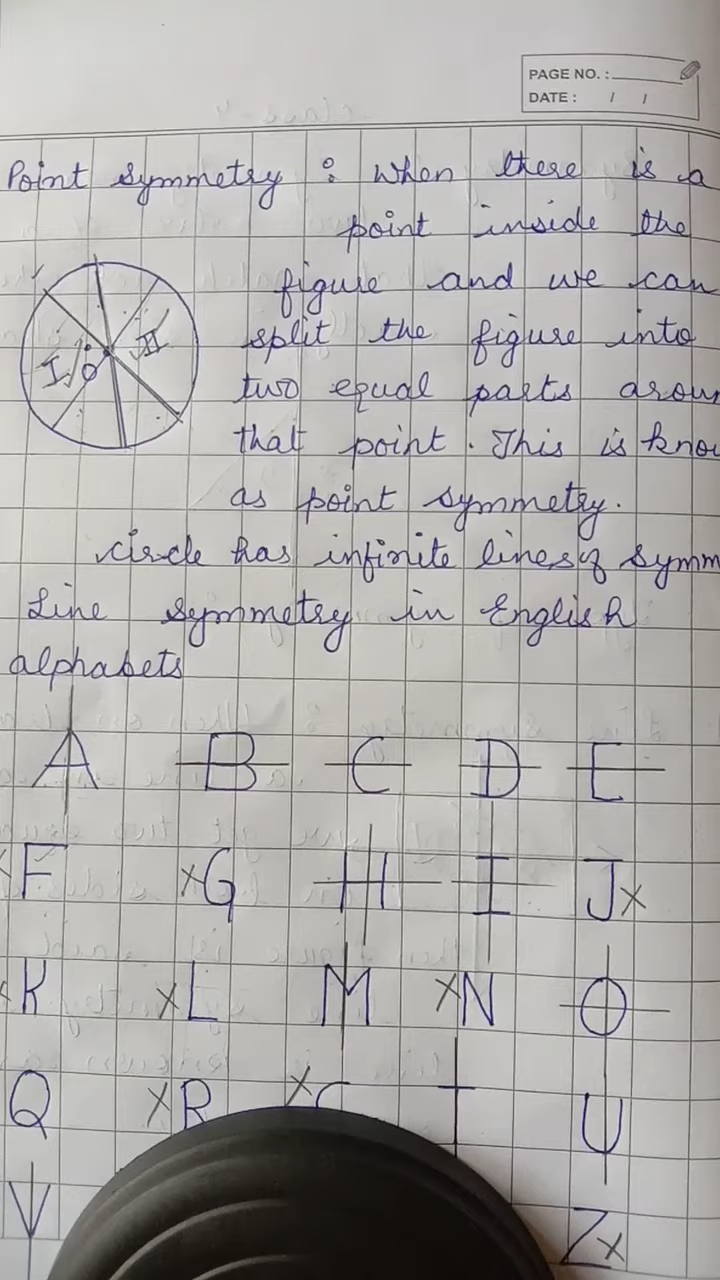 PAGE NO. :
DATE : / /
Point symmetry : When there is a
point inside the
figure and we can
split the figure into
two equal parts arou
that point. This is kno
as point symmetry.
I O II
circle has infinite lines of symm
Line symmetry in English
alphabets
A B C D E
F ×G H I J×
K ×L M ×N O
Q ×R × T U
V Z×